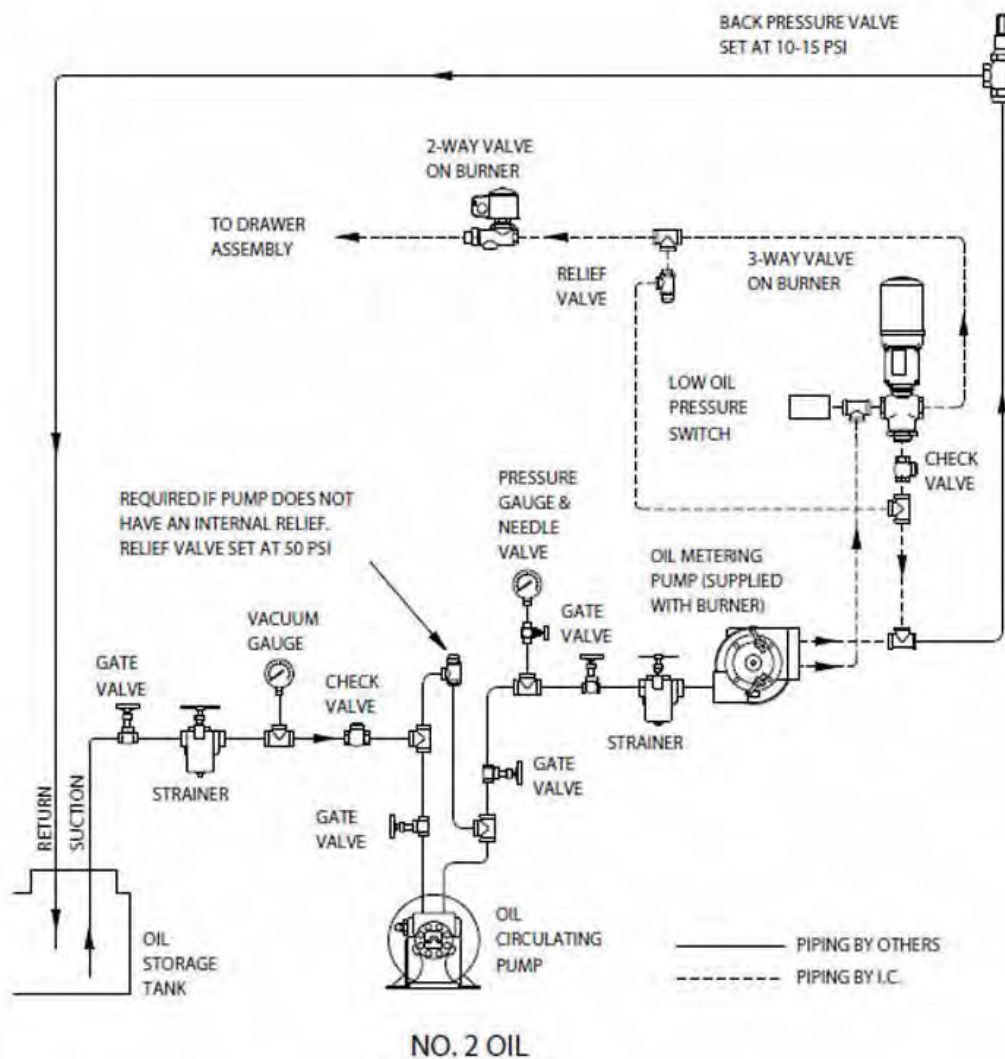 BACK PRESSURE VALVE
SET AT 10-15 PSI
2-WAY VALVE
ON BURNER
TO DRAWER
ASSEMBLY
RELIEF
VALVE
3-WAY VALVE
ON BURNER
LOW OIL
PRESSURE
SWITCH
CHECK
VALVE
REQUIRED IF PUMP DOES NOT
HAVE AN INTERNAL RELIEF.
RELIEF VALVE SET AT 50 PSI
PRESSURE
GAUGE &
NEEDLE
VALVE
OIL METERING
PUMP (SUPPLIED
WITH BURNER)
VACUUM
GAUGE
GATE
VALVE
GATE
VALVE
CHECK
VALVE
STRAINER
STRAINER
GATE
VALVE
GATE
VALVE
RETURN
SUCTION
OIL
STORAGE
TANK
OIL
CIRCULATING
PUMP
PIPING BY OTHERS
PIPING BY I.C.
NO. 2 OIL